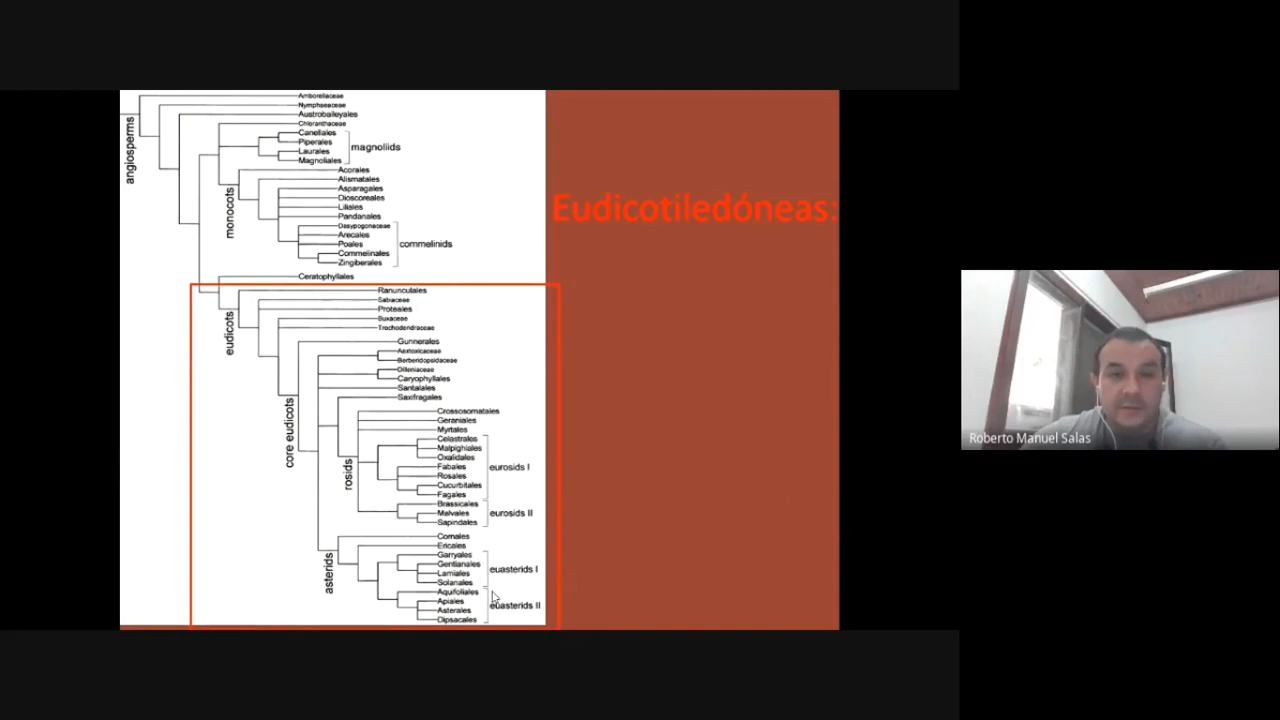 angiosperms
Amborellaceae
Nymphaeaceae
Austrobaileyales
Chloranthaceae
Canellales
Piperales
Laurales
Magnoliales
magnoliids
monocots
Acorales
Alismatales
Asparagales
Dioscoreales
Liliales
Pandanales
Dasypogonaceae
Arecales
Poales
Commelinales
Zingiberales
commelinids
Ceratophyllales
eudicots
Ranunculales
Sabiaceae
Proteales
Buxaceae
Trochodendraceae
core eudicots
Gunnerales
Aextoxicaceae
Berberidopsidaceae
Dilleniaceae
Caryophyllales
Santalales
Saxifragales
rosids
Crossosomatales
Geraniales
Myrtales
Celastrales
Malpighiales
Oxalidales
Fabales
Rosales
Cucurbitales
Fagales
eurosids I
Brassicales
Malvales
Sapindales
eurosids II
asterids
Cornales
Ericales
Garryales
Gentianales
Lamiales
Solanales
euasterids I
Aquifoliales
Apiales
Asterales
Dipsacales
euasterids II
Eudicotiledóneas:
Roberto Manuel Salas